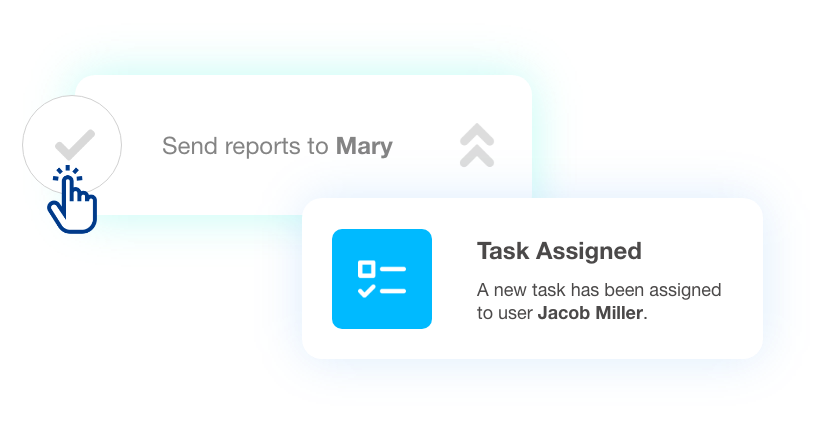 Send reports to Mary
Task Assigned
A new task has been assigned
to user Jacob Miller.